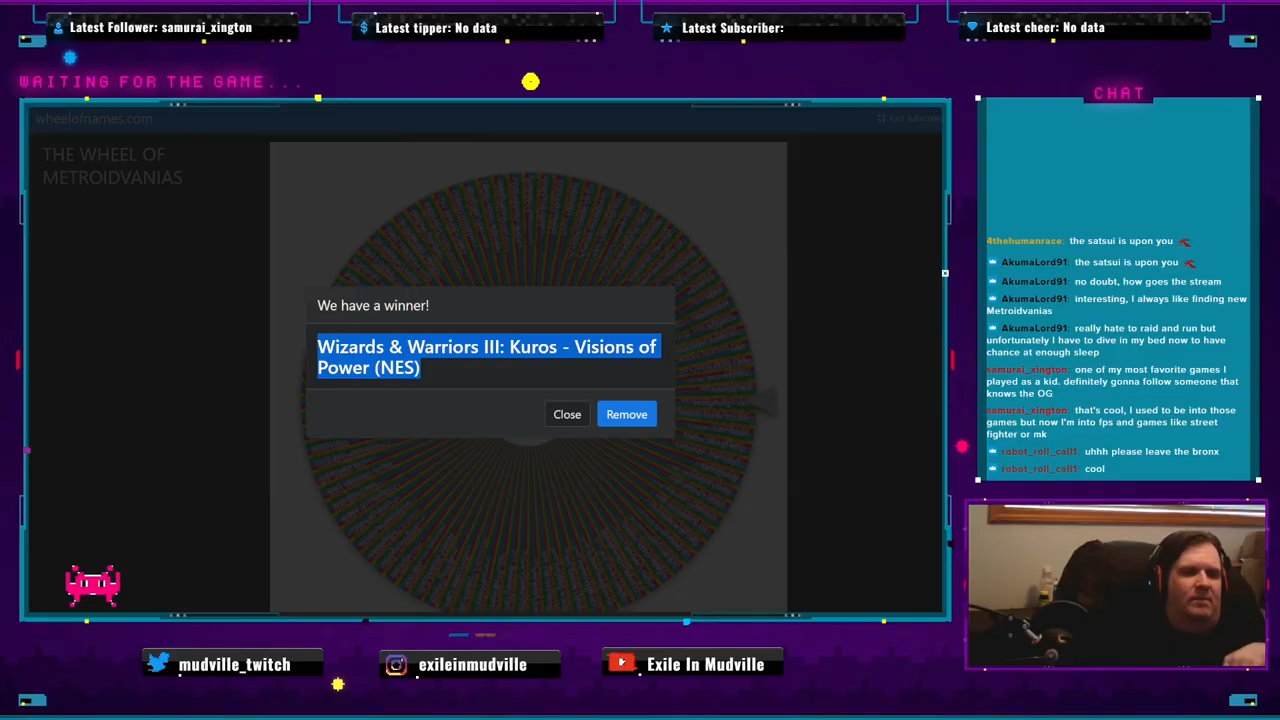 Latest Follower: samurai_xington
Latest tipper: No data
Latest Subscriber:
Latest cheer: No data
WAITING FOR THE GAME...
CHAT
wheelofnames.com
THE WHEEL OF
METROIDVANIAS
We have a winner!
Wizards & Warriors III: Kuros - Visions of
Power (NES)
Close
Remove
4thehumanrace: the satsui is upon you
AkumaLord91: the satsui is upon you
AkumaLord91: no doubt, how goes the stream
AkumaLord91: interesting, I always like finding new
Metroidvanias
AkumaLord91: really hate to raid and run but
unfortunately I have to dive in my bed now to have
chance at enough sleep
samurai_xington: one of my most favorite games I
played as a kid. definitely gonna follow someone that
knows the OG
samurai_xington: that's cool, I used to be into those
games but now I'm into fps and games like street
fighter or mk
robot_roll_call1: uhhh please leave the bronx
robot_roll_call1: cool
mudville_twitch
exileinmudville
Exile In Mudville